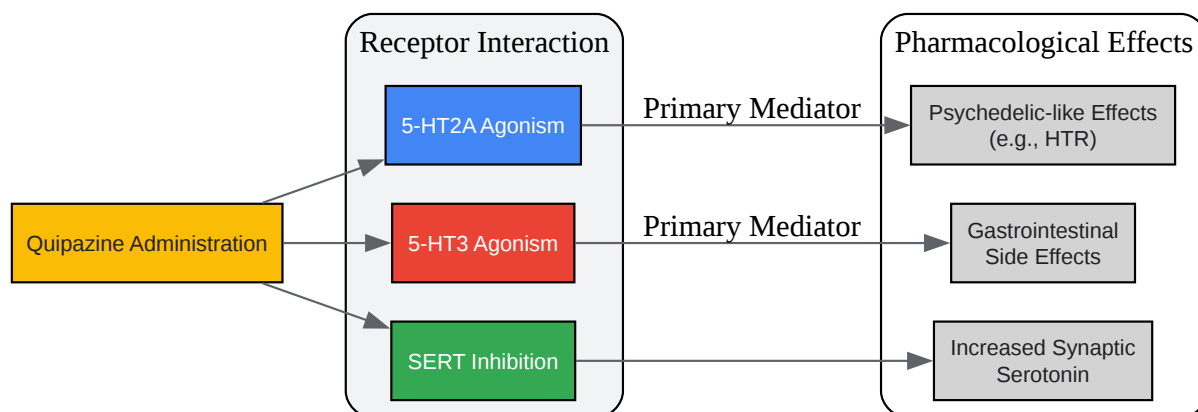 Receptor Interaction
Pharmacological Effects
5-HT2A Agonism
Primary Mediator
Psychedelic-like Effects
(e.g., HTR)
Quipazine Administration
5-HT3 Agonism
Primary Mediator
Gastrointestinal
Side Effects
SERT Inhibition
Increased Synaptic
Serotonin